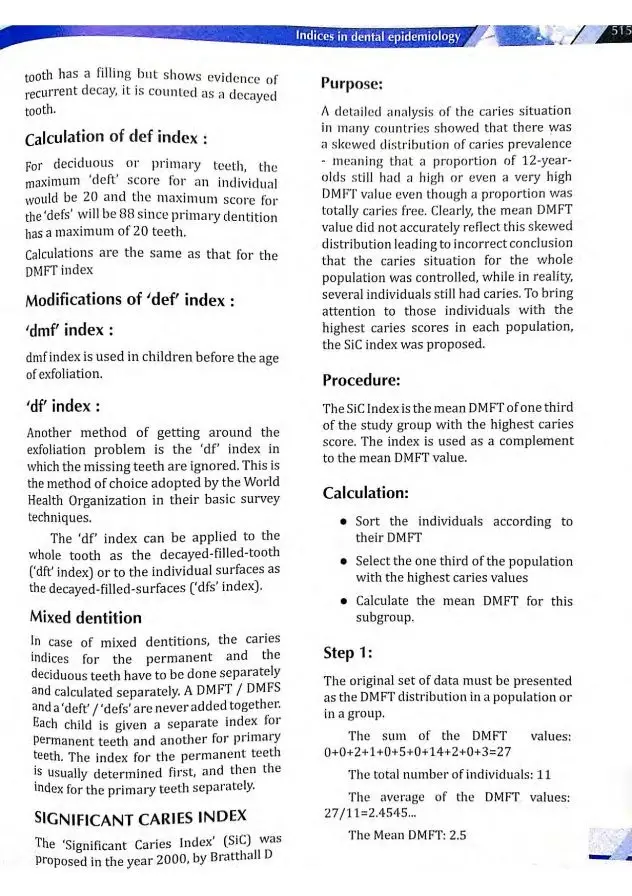 Indices in dental epidemiology
515
tooth has a filling but shows evidence of
recurrent decay, it is counted as a decayed
tooth.
Calculation of def index :
For deciduous or primary teeth, the
maximum 'deft' score for an individual
would be 20 and the maximum score for
the 'defs' will be 88 since primary dentition
has a maximum of 20 teeth.
Calculations are the same as that for the
DMFT index
Modifications of 'def' index :
'dmf' index :
dmf index is used in children before the age
of exfoliation.
'df' index :
Another method of getting around the
exfoliation problem is the 'df' index in
which the missing teeth are ignored. This is
the method of choice adopted by the World
Health Organization in their basic survey
techniques.
The 'df' index can be applied to the
whole tooth as the decayed-filled-tooth
('dft' index) or to the individual surfaces as
the decayed-filled-surfaces ('dfs' index).
Mixed dentition
In case of mixed dentitions, the caries
indices for the permanent and the
deciduous teeth have to be done separately
and calculated separately. A DMFT / DMFS
and a 'deft' / 'defs' are never added together.
Each child is given a separate index for
permanent teeth and another for primary
teeth. The index for the permanent teeth
is usually determined first, and then the
index for the primary teeth separately.
SIGNIFICANT CARIES INDEX
The 'Significant Caries Index' (SiC) was
proposed in the year 2000, by Bratthall D
Purpose:
A detailed analysis of the caries situation
in many countries showed that there was
a skewed distribution of caries prevalence
- meaning that a proportion of 12-year-
olds still had a high or even a very high
DMFT value even though a proportion was
totally caries free. Clearly, the mean DMFT
value did not accurately reflect this skewed
distribution leading to incorrect conclusion
that the caries situation for the whole
population was controlled, while in reality,
several individuals still had caries. To bring
attention to those individuals with the
highest caries scores in each population,
the SiC index was proposed.
Procedure:
The SiC Index is the mean DMFT of one third
of the study group with the highest caries
score. The index is used as a complement
to the mean DMFT value.
Calculation:
• Sort the individuals according to
their DMFT
• Select the one third of the population
with the highest caries values
• Calculate the mean DMFT for this
subgroup.
Step 1:
The original set of data must be presented
as the DMFT distribution in a population or
in a group.
The sum of the DMFT values:
0+0+2+1+0+5+0+14+2+0+3=27
The total number of individuals: 11
The average of the DMFT values:
27/11=2.4545...
The Mean DMFT: 2.5